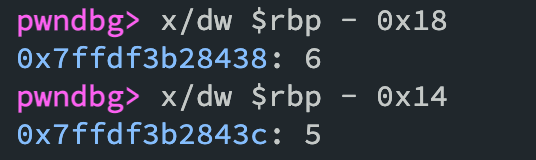 pwndbg> x/dw $rbp - 0x18
0x7ffdf3b28438: 6
pwndbg> x/dw $rbp - 0x14
0x7ffdf3b2843c: 5